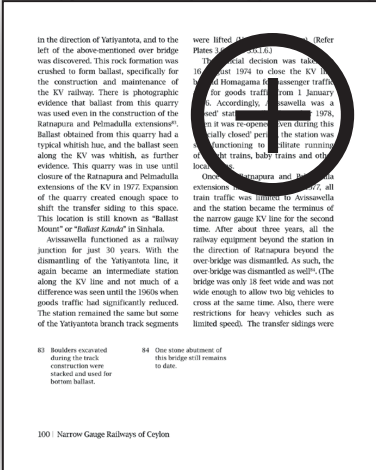 in the direction of Yatiyantota, and to the
left of the above-mentioned over bridge
was discovered. This rock formation was
crushed to form ballast, specifically for
the construction and maintenance of
the KV railway. There is photographic
evidence that ballast from this quarry
was used even in the construction of the
Ratnapura and Pelmadulla extensions⁸³.
Ballast obtained from this quarry had a
typical whitish hue, and the ballast seen
along the KV was whitish, as further
evidence. This quarry was in use until
closure of the Ratnapura and Pelmadulla
extensions of the KV in 1977. Expansion
of the quarry created enough space to
shift the transfer siding to this space.
This location is still known as “Ballast
Mount” or “Ballast Kanda” in Sinhala.
Avissawella functioned as a railway
junction for just 30 years. With the
dismantling of the Yatiyantota line, it
again became an intermediate station
along the KV line and not much of a
difference was seen until the 1960s when
goods traffic had significantly reduced.
The station remained the same but some
of the Yatiyantota branch track segments
were lifted (Refer
Plates
The decision was
16 1974 to close the KV
Homagama
for goods from 1 January
Accordingly, was a
1978,
it was re-opened during this
closed' the station was
functioning to running
of trains, baby trains and
Once Ratnapura and
extensions 1977, all
train traffic was limited to Avissawella
and the station became the terminus of
the narrow gauge KV line for the second
time. After about three years, all the
railway equipment beyond the station in
the direction of Ratnapura beyond the
over-bridge was dismantled. As such, the
over-bridge was dismantled as well⁸⁴. (The
bridge was only 18 feet wide and was not
wide enough to allow two big vehicles to
cross at the same time. Also, there were
restrictions for heavy vehicles such as
limited speed). The transfer sidings were
83 Boulders excavated
during the track
construction were
stacked and used for
bottom ballast.
84 One stone abutment of
this bridge still remains
to date.
100 | Narrow Gauge Railways of Ceylon